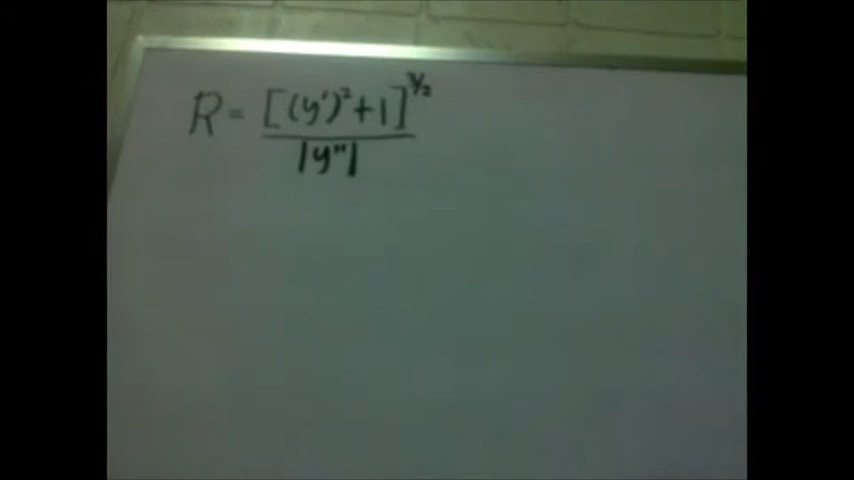 R = [(y')² + 1]^3/2
|y"|